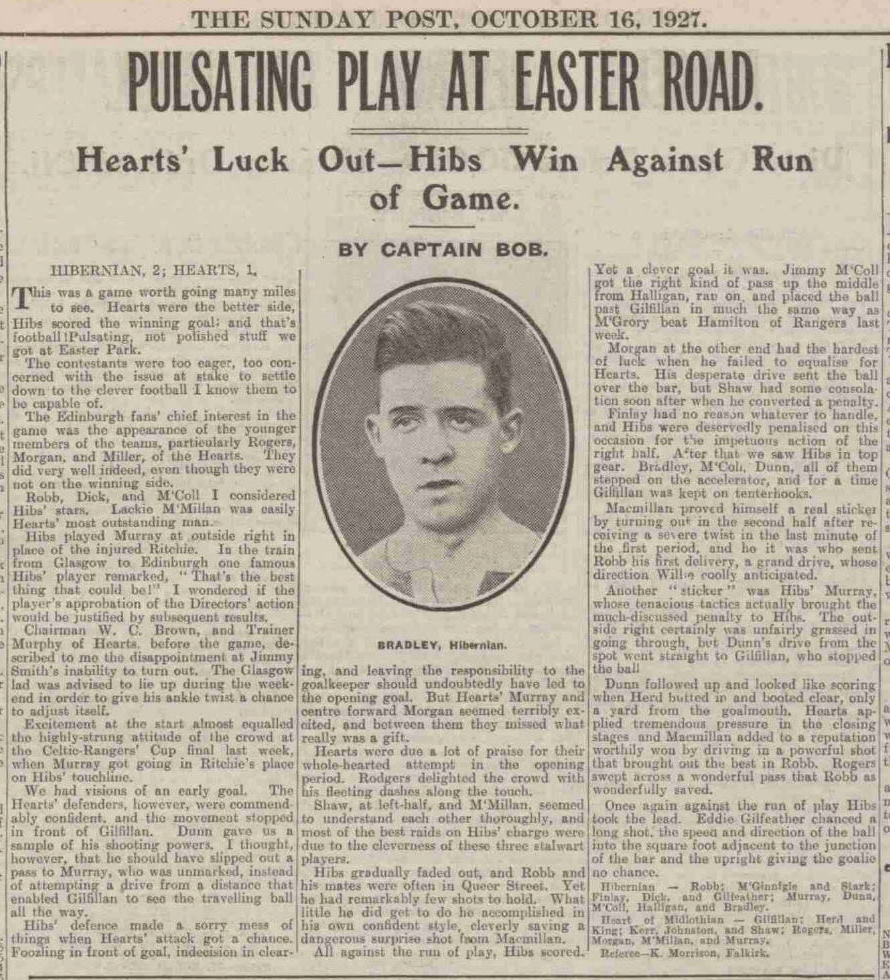 THE SUNDAY POST, OCTOBER 16, 1927.
PULSATING PLAY AT EASTER ROAD.
Hearts' Luck Out—Hibs Win Against Run
of Game.
BY CAPTAIN BOB.
HIBERNIAN, 2; HEARTS, 1.
This was a game worth going many miles
to see. Hearts were the better side,
Hibs scored the winning goal; and that's
football! Pulsating, not polished stuff we
got at Easter Park.
The contestants were too eager, too con-
cerned with the issue at stake to settle
down to the clever football I know them to
be capable of.
The Edinburgh fans' chief interest in the
game was the appearance of the younger
members of the teams, particularly Rogers,
Morgan, and Miller, of the Hearts. They
did very well indeed, even though they were
not on the winning side.
Robb, Dick, and M'Coll I considered
Hibs' stars. Lackie M'Millan was easily
Hearts' most outstanding man.
Hibs played Murray at outside right in
place of the injured Ritchie. In the train
from Glasgow to Edinburgh one famous
Hibs' player remarked, "That's the best
thing that could be!" I wondered if the
player's approbation of the Directors' action
would be justified by subsequent results.
Chairman W. C. Brown, and Trainer
Murphy of Hearts, before the game, de-
scribed to me the disappointment at Jimmy
Smith's inability to turn out. The Glasgow
lad was advised to lie up during the week-
end in order to give his ankle twist a chance
to adjust itself.
Excitement at the start almost equalled
the highly-strung attitude of the crowd at
the Celtic-Rangers' Cup final last week,
when Murray got going in Ritchie's place
on Hibs' touchline.
We had visions of an early goal. The
Hearts' defenders, however, were commend-
ably confident, and the movement stopped
in front of Gilfillan. Dunn gave us a
sample of his shooting powers. I thought,
however, that he should have slipped out a
pass to Murray, who was unmarked, instead
of attempting a drive from a distance that
enabled Gilfillan to see the travelling ball
all the way.
Hibs' defence made a sorry mess of
things when Hearts' attack got a chance.
Foozling in front of goal, indecision in clear-
BRADLEY, Hibernian.
ing, and leaving the responsibility to the
goalkeeper should undoubtedly have led to
the opening goal. But Hearts' Murray and
centre forward Morgan seemed terribly ex-
cited, and between them they missed what
really was a gift.
Hearts were due a lot of praise for their
whole-hearted attempt in the opening
period. Rodgers delighted the crowd with
his fleeting dashes along the touch.
Shaw, at left-half, and M'Millan, seemed
to understand each other thoroughly, and
most of the best raids on Hibs' charge were
due to the cleverness of these three stalwart
players.
Hibs gradually faded out, and Robb and
his mates were often in Queer Street. Yet
he had remarkably few shots to hold. What
little he did get to do he accomplished in
his own confident style, cleverly saving a
dangerous surprise shot from Macmillan.
All against the run of play, Hibs scored.
Yet a clever goal it was. Jimmy M'Coll
got the right kind of pass up the middle
from Halligan, ran on, and placed the ball
past Gilfillan in much the same way as
M'Grory beat Hamilton of Rangers last
week.
Morgan at the other end had the hardest
of luck when he failed to equalise for
Hearts. His desperate drive sent the ball
over the bar, but Shaw had some consola-
tion soon after when he converted a penalty.
Finlay had no reason whatever to handle,
and Hibs were deservedly penalised on this
occasion for the impetuous action of the
right half. After that we saw Hibs in top
gear. Bradley, M'Coll, Dunn, all of them
stepped on the accelerator, and for a time
Gilfillan was kept on tenterhooks.
Macmillan proved himself a real sticker
by turning out in the second half after re-
ceiving a severe twist in the last minute of
the first period, and he it was who sent
Robb his first delivery, a grand drive, whose
direction Willie coolly anticipated.
Another "sticker" was Hibs' Murray,
whose tenacious tactics actually brought the
much-discussed penalty to Hibs. The out-
side right certainly was unfairly grassed in
going through, but Dunn's drive from the
spot went straight to Gilfillan, who stopped
the ball
Dunn followed up and looked like scoring
when Herd butted in and booted clear, only
a yard from the goalmouth. Hearts ap-
plied tremendous pressure in the closing
stages and Macmillan added to a reputation
worthily won by driving in a powerful shot
that brought out the best in Robb. Rogers
swept across a wonderful pass that Robb as
wonderfully saved.
Once again against the run of play Hibs
took the lead. Eddie Gilfeather chanced a
long shot, the speed and direction of the ball
into the square foot adjacent to the junction
of the bar and the upright giving the goalie
no chance.
Hibernian — Robb; M'Ginnigle and Stark;
Finlay, Dick, and Gilfeather; Murray, Dunn,
M'Coll, Halligan, and Bradley.
Heart of Midlothian — Gilfillan; Herd and
King; Kerr, Johnston, and Shaw; Rogers, Miller,
Morgan, M'Millan, and Murray.
Referee—K. Morrison, Falkirk.